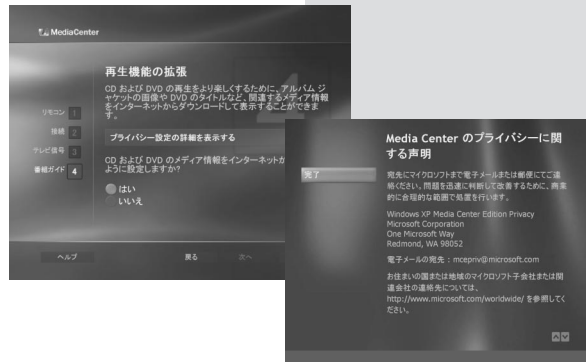 MediaCenter
再生機能の拡張
CD および DVD の再生をより楽しくするために、アルバム ジ
ャケットの画像や DVD のタイトルなど、関連するメディア情報
をインターネットからダウンロードして表示することができま
す。
プライバシー設定の詳細を表示する
CD および DVD のメディア情報をインターネットか
ように設定しますか?
はい
いいえ
リモコン 1
接続 2
テレビ信号 3
番組ガイド 4
ヘルプ
戻る
次へ
Media Center のプライバシーに関
する声明
完了
宛先にマイクロソフトまで電子メールまたは郵便にてご連
絡ください。問題を迅速に判断して改善するために、商業
的に合理的な範囲で処置を行います。
Windows XP Media Center Edition Privacy
Microsoft Corporation
One Microsoft Way
Redmond, WA 98052
電子メールの宛先 : mcepriv@microsoft.com
お住まいの国または地域のマイクロソフト子会社または関
連会社の連絡先については、
http://www.microsoft.com/worldwide/ を参照してく
ださい。